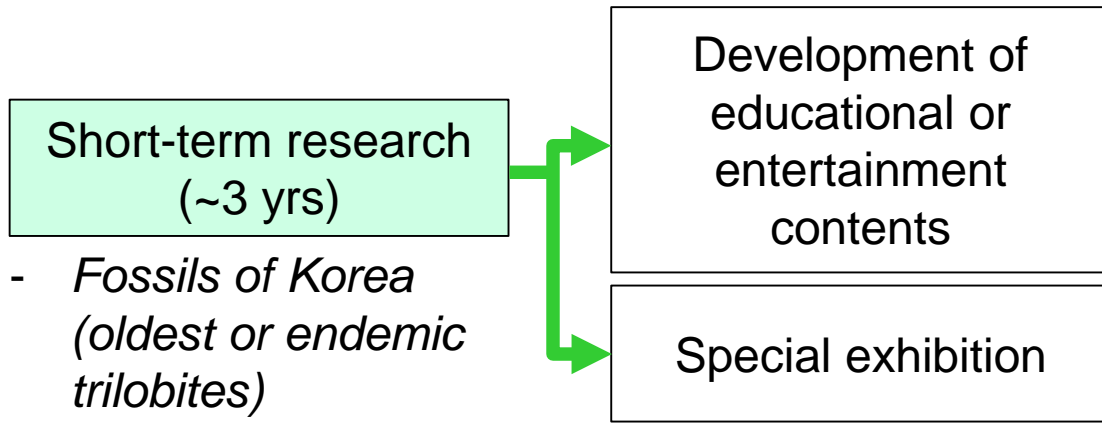 Short-term research
(~3 yrs)
- Fossils of Korea
(oldest or endemic
trilobites)
Development of
educational or
entertainment
contents
Special exhibition